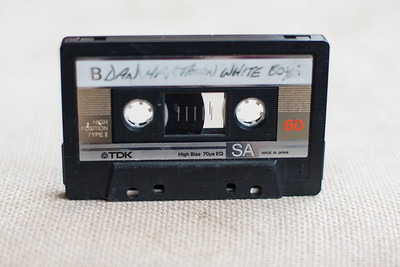 B DAN HARTMAN WHITE BOY
HIGH
POSITION
TYPE II
60
TDK
High Bias 70µs EQ
SA
MADE IN JAPAN